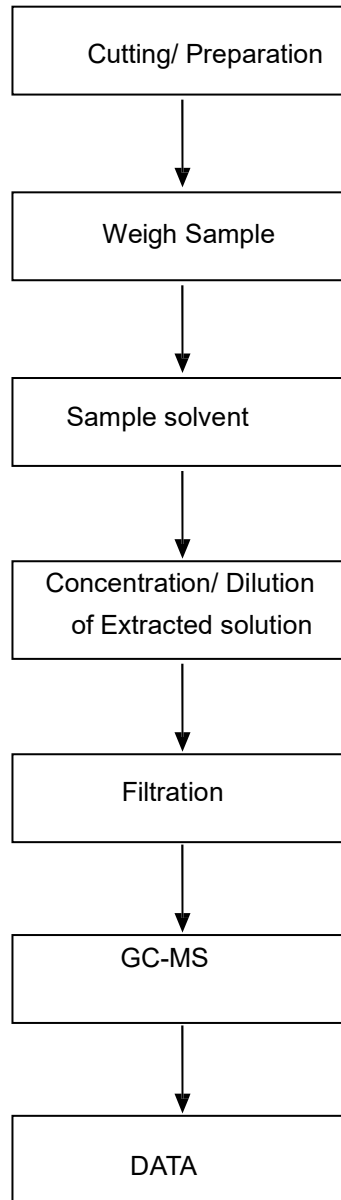 Cutting/ Preparation
Weigh Sample
Sample solvent
Concentration/ Dilution
of Extracted solution
Filtration
GC-MS
DATA